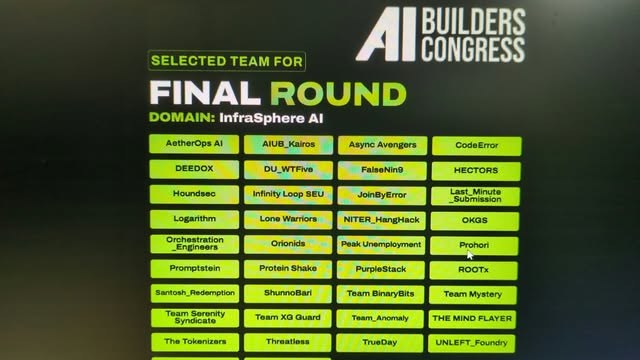 AI BUILDERS
CONGRESS
SELECTED TEAM FOR
FINAL ROUND
DOMAIN: InfraSphere AI
AetherOps AI
AIUB_Kairos
Async Avengers
CodeError
DEEDOX
DU_WTFive
FalseNin9
HECTORS
Houndsec
Infinity Loop SEU
JoinByError
Last_Minute
_Submission
Logarithm
Lone Warriors
NITER_HangHack
OKGS
Orchestration
_Engineers
Orionids
Peak Unemployment
Prohori
Promptstein
Protein Shake
PurpleStack
ROOTx
Santosh_Redemption
ShunnoBari
Team BinaryBits
Team Mystery
Team Serenity
Syndicate
Team XG Guard
Team_Anomaly
THE MIND FLAYER
The Tokenizers
Threatless
TrueDay
UNLEFT_Foundry